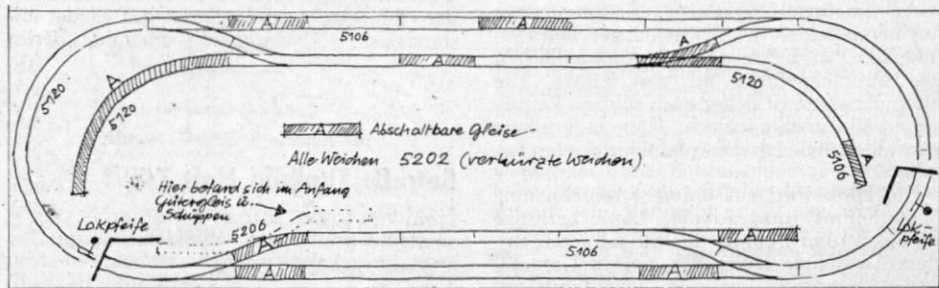 A
A
5106
A
A
A
5120
5120
A
5120
A Abschaltbare Gleise
Alle Weichen 5202 (verkürzte Weichen)
Hier befand sich im Anfang
Gütergleis u.
Schuppen
A
5106
Lokpfeife
5206
A
A
5106
A
A
A
Lok
pfeife